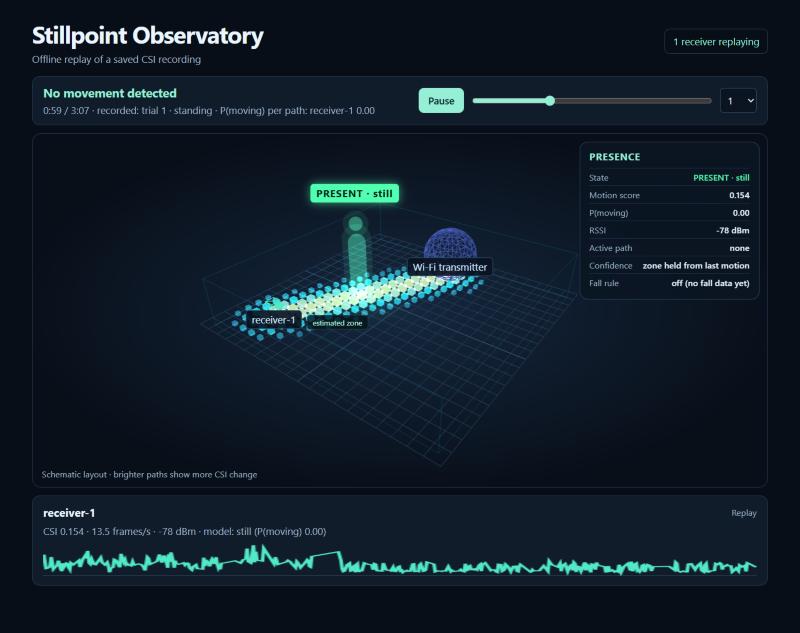 Stillpoint Observatory
Offline replay of a saved CSI recording
1 receiver replaying
No movement detected
0:59 / 3:07 · recorded: trial 1 · standing · P(moving) per path: receiver-1 0.00
Pause
1
PRESENT · still
Wi-Fi transmitter
receiver-1
estimated zone
PRESENCE
State PRESENT · still
Motion score 0.154
P(moving) 0.00
RSSI -78 dBm
Active path none
Confidence zone held from last motion
Fall rule off (no fall data yet)
Schematic layout · brighter paths show more CSI change
receiver-1
Replay
CSI 0.154 · 13.5 frames/s · -78 dBm · model: still (P(moving) 0.00)